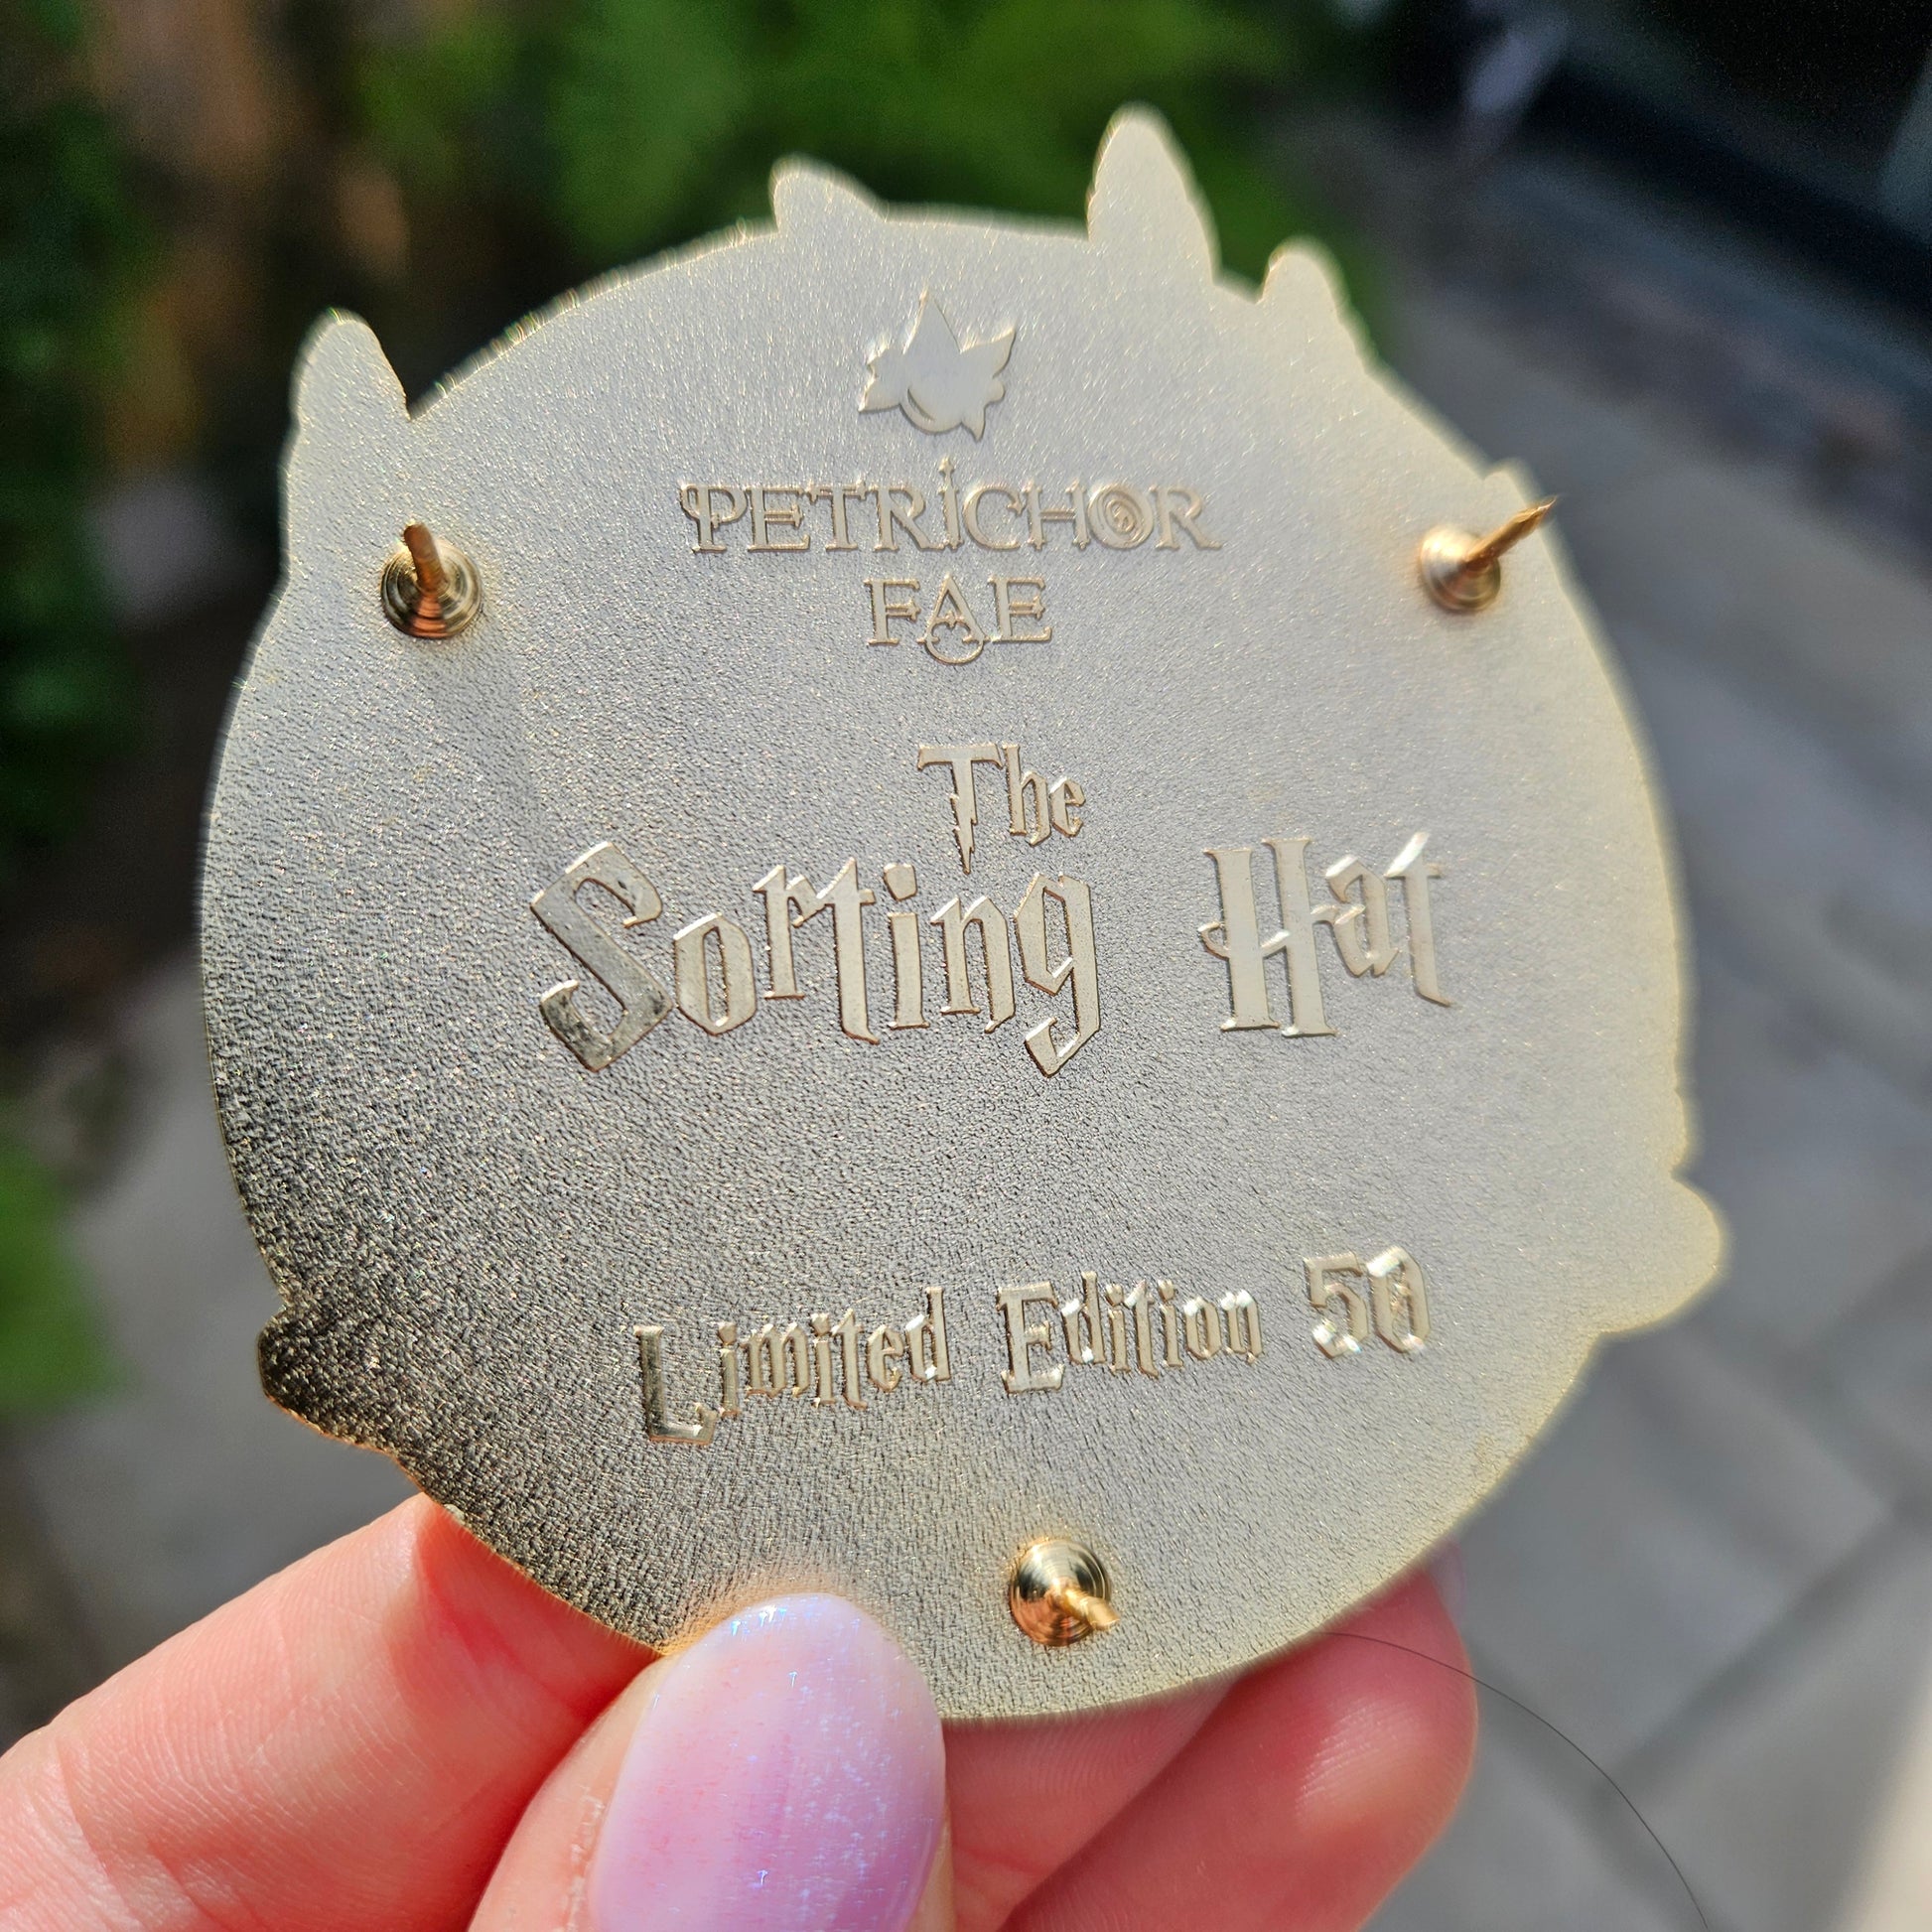 PETRICHOR
FAE
The
Sorting Hat
Limited Edition 50